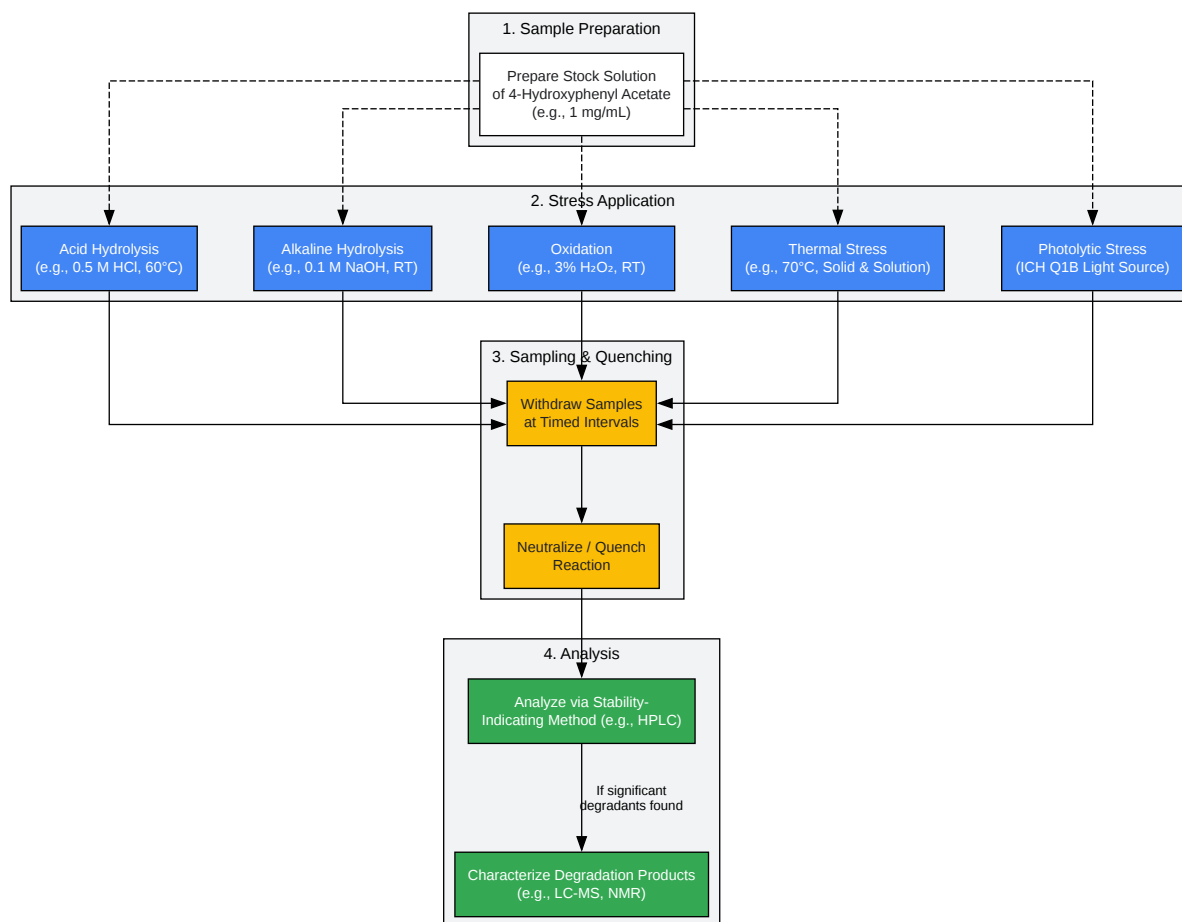 1. Sample Preparation
Prepare Stock Solution
of 4-Hydroxyphenyl Acetate
(e.g., 1 mg/mL)
2. Stress Application
Acid Hydrolysis
(e.g., 0.5 M HCl, 60°C)
Alkaline Hydrolysis
(e.g., 0.1 M NaOH, RT)
Oxidation
(e.g., 3% H₂O₂, RT)
Thermal Stress
(e.g., 70°C, Solid & Solution)
Photolytic Stress
(ICH Q1B Light Source)
3. Sampling & Quenching
Withdraw Samples
at Timed Intervals
Neutralize / Quench
Reaction
4. Analysis
Analyze via Stability-
Indicating Method (e.g., HPLC)
If significant
degradants found
Characterize Degradation Products
(e.g., LC-MS, NMR)